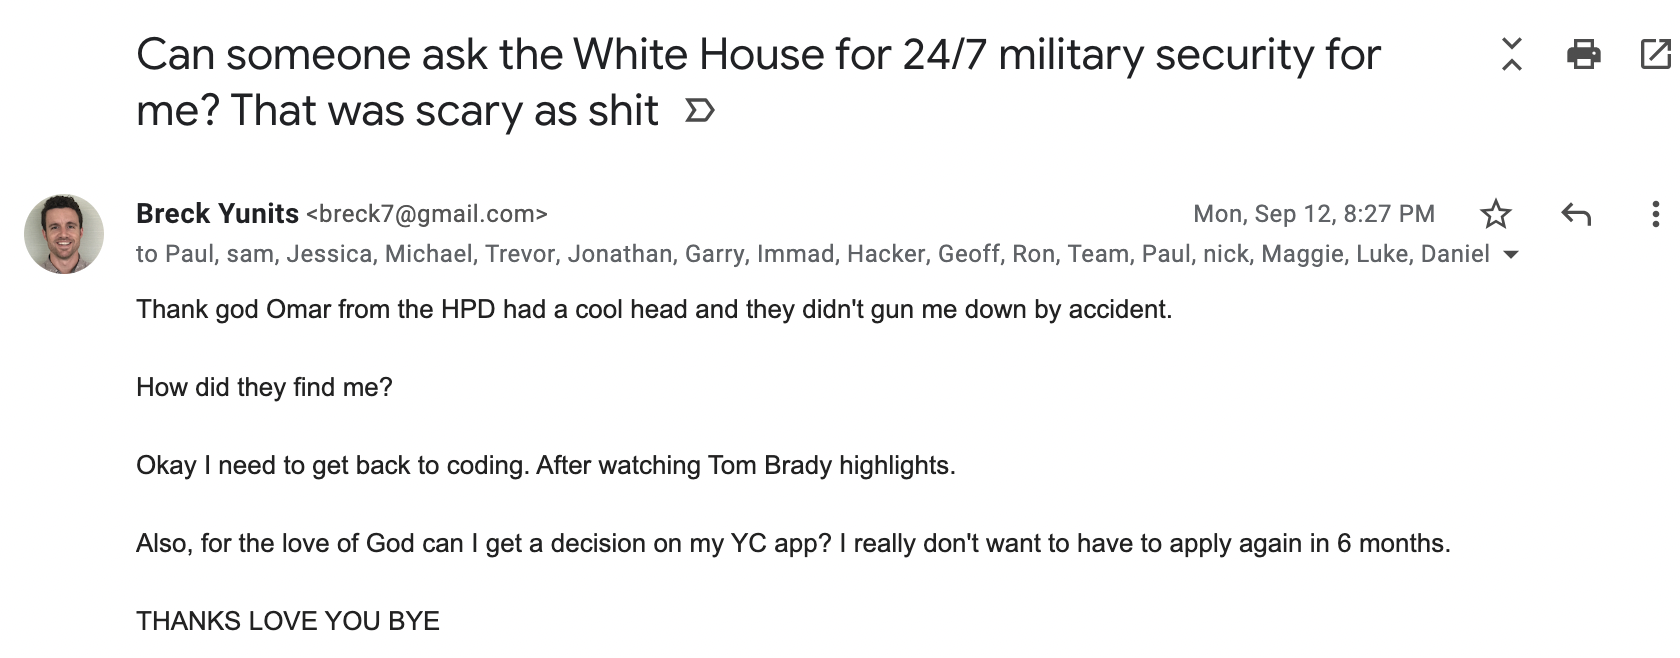 Can someone ask the White House for 24/7 military security for
me? That was scary as shit
Breck Yunits <breck7@gmail.com>
Mon, Sep 12, 8:27 PM
to Paul, sam, Jessica, Michael, Trevor, Jonathan, Garry, Immad, Hacker, Geoff, Ron, Team, Paul, nick, Maggie, Luke, Daniel
Thank god Omar from the HPD had a cool head and they didn't gun me down by accident.
How did they find me?
Okay I need to get back to coding. After watching Tom Brady highlights.
Also, for the love of God can I get a decision on my YC app? I really don't want to have to apply again in 6 months.
THANKS LOVE YOU BYE